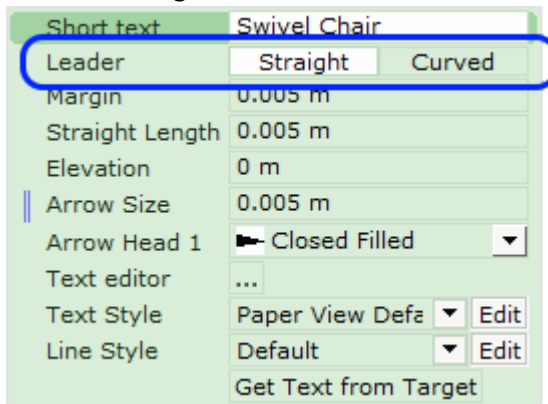 Short text Swivel Chair
Leader Straight Curved
Margin 0.005 m
Straight Length 0.005 m
Elevation 0 m
Arrow Size 0.005 m
Arrow Head 1 Closed Filled
Text editor ...
Text Style Paper View Defa Edit
Line Style Default Edit
Get Text from Target